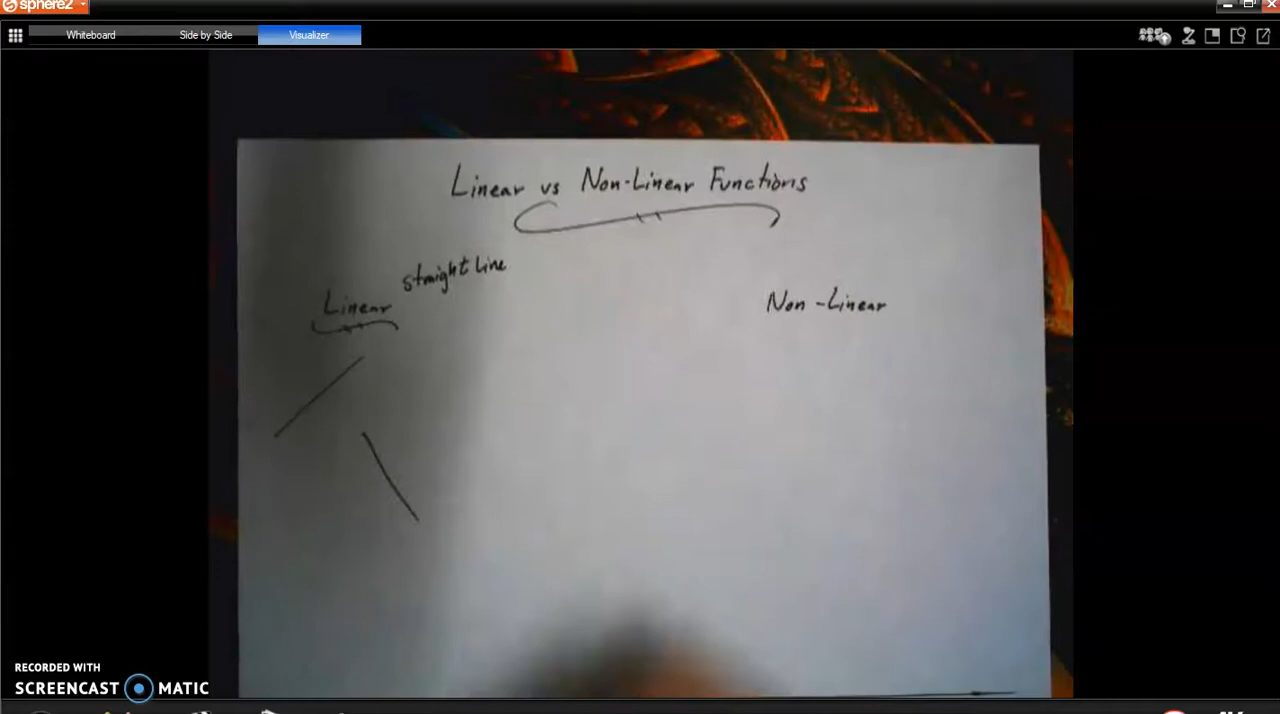 sphere2
Whiteboard
Side by Side
Visualizer
Linear vs Non-Linear Functions
straight Line
Linear
Non-Linear
RECORDED WITH
SCREENCAST MATIC